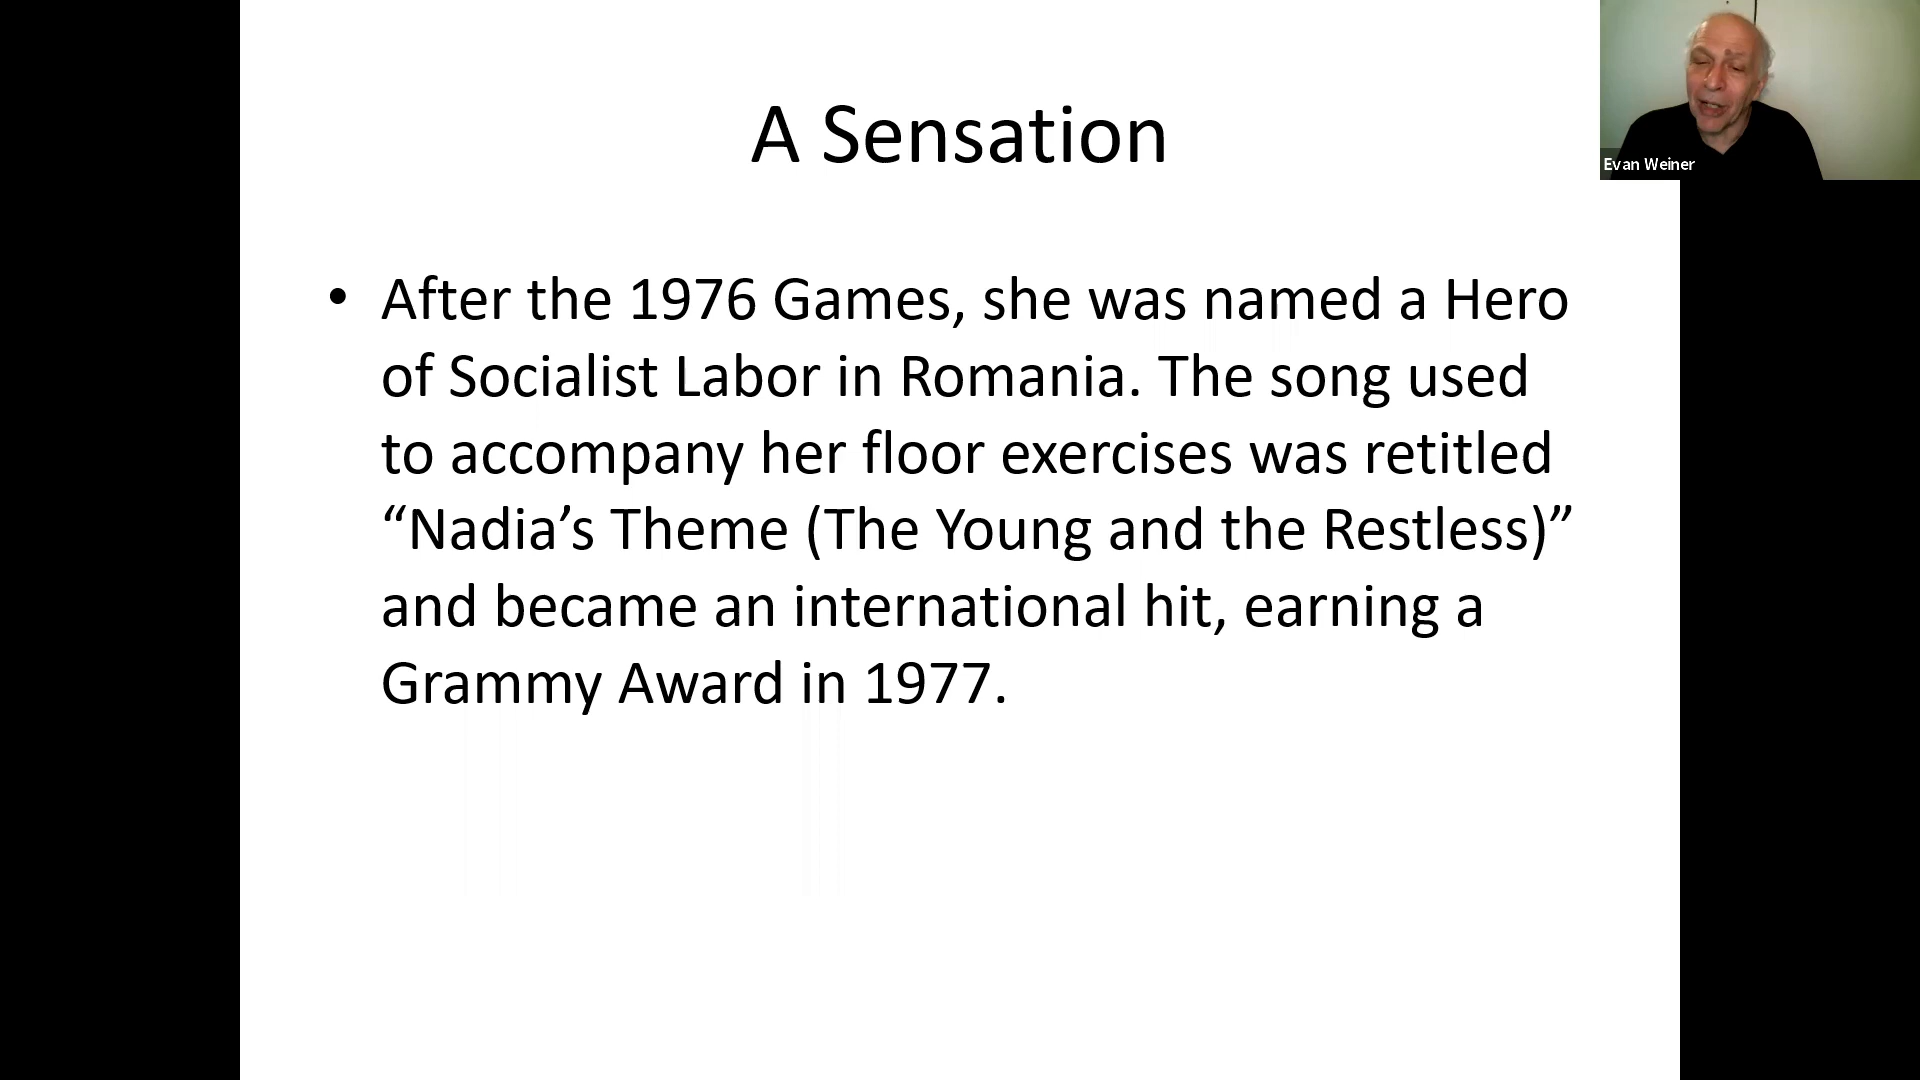 A Sensation
Evan Weiner
• After the 1976 Games, she was named a Hero
of Socialist Labor in Romania. The song used
to accompany her floor exercises was retitled
“Nadia’s Theme (The Young and the Restless)”
and became an international hit, earning a
Grammy Award in 1977.